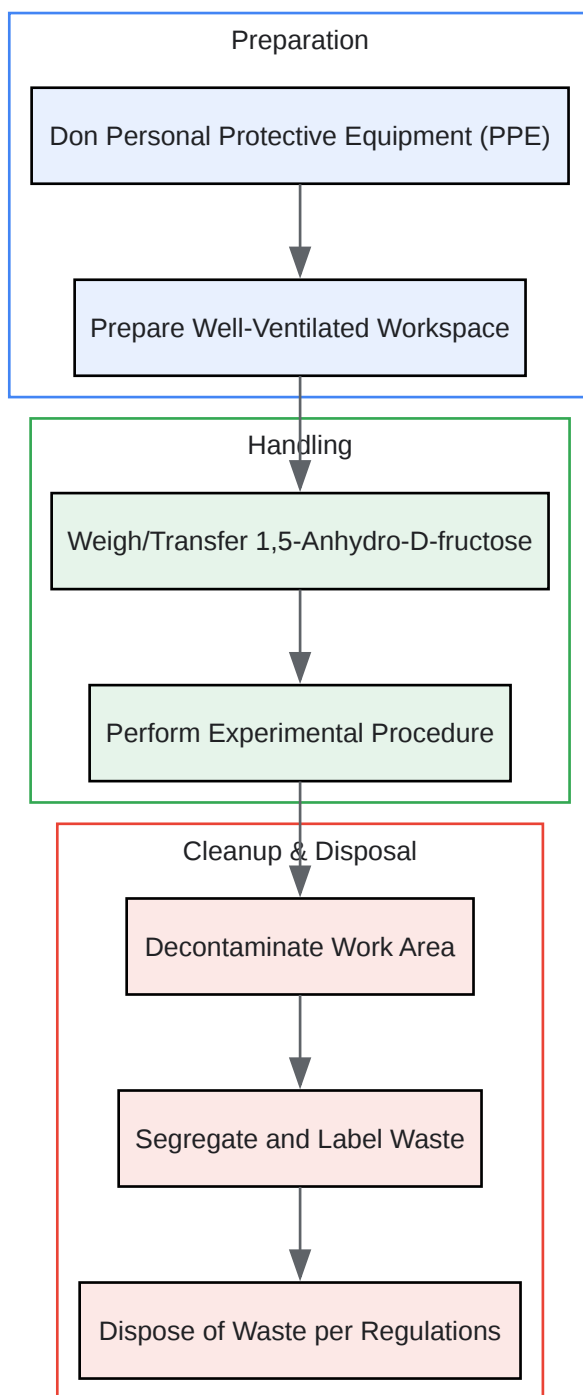 Preparation
Don Personal Protective Equipment (PPE)
Prepare Well-Ventilated Workspace
Handling
Weigh/Transfer 1,5-Anhydro-D-fructose
Perform Experimental Procedure
Cleanup & Disposal
Decontaminate Work Area
Segregate and Label Waste
Dispose of Waste per Regulations